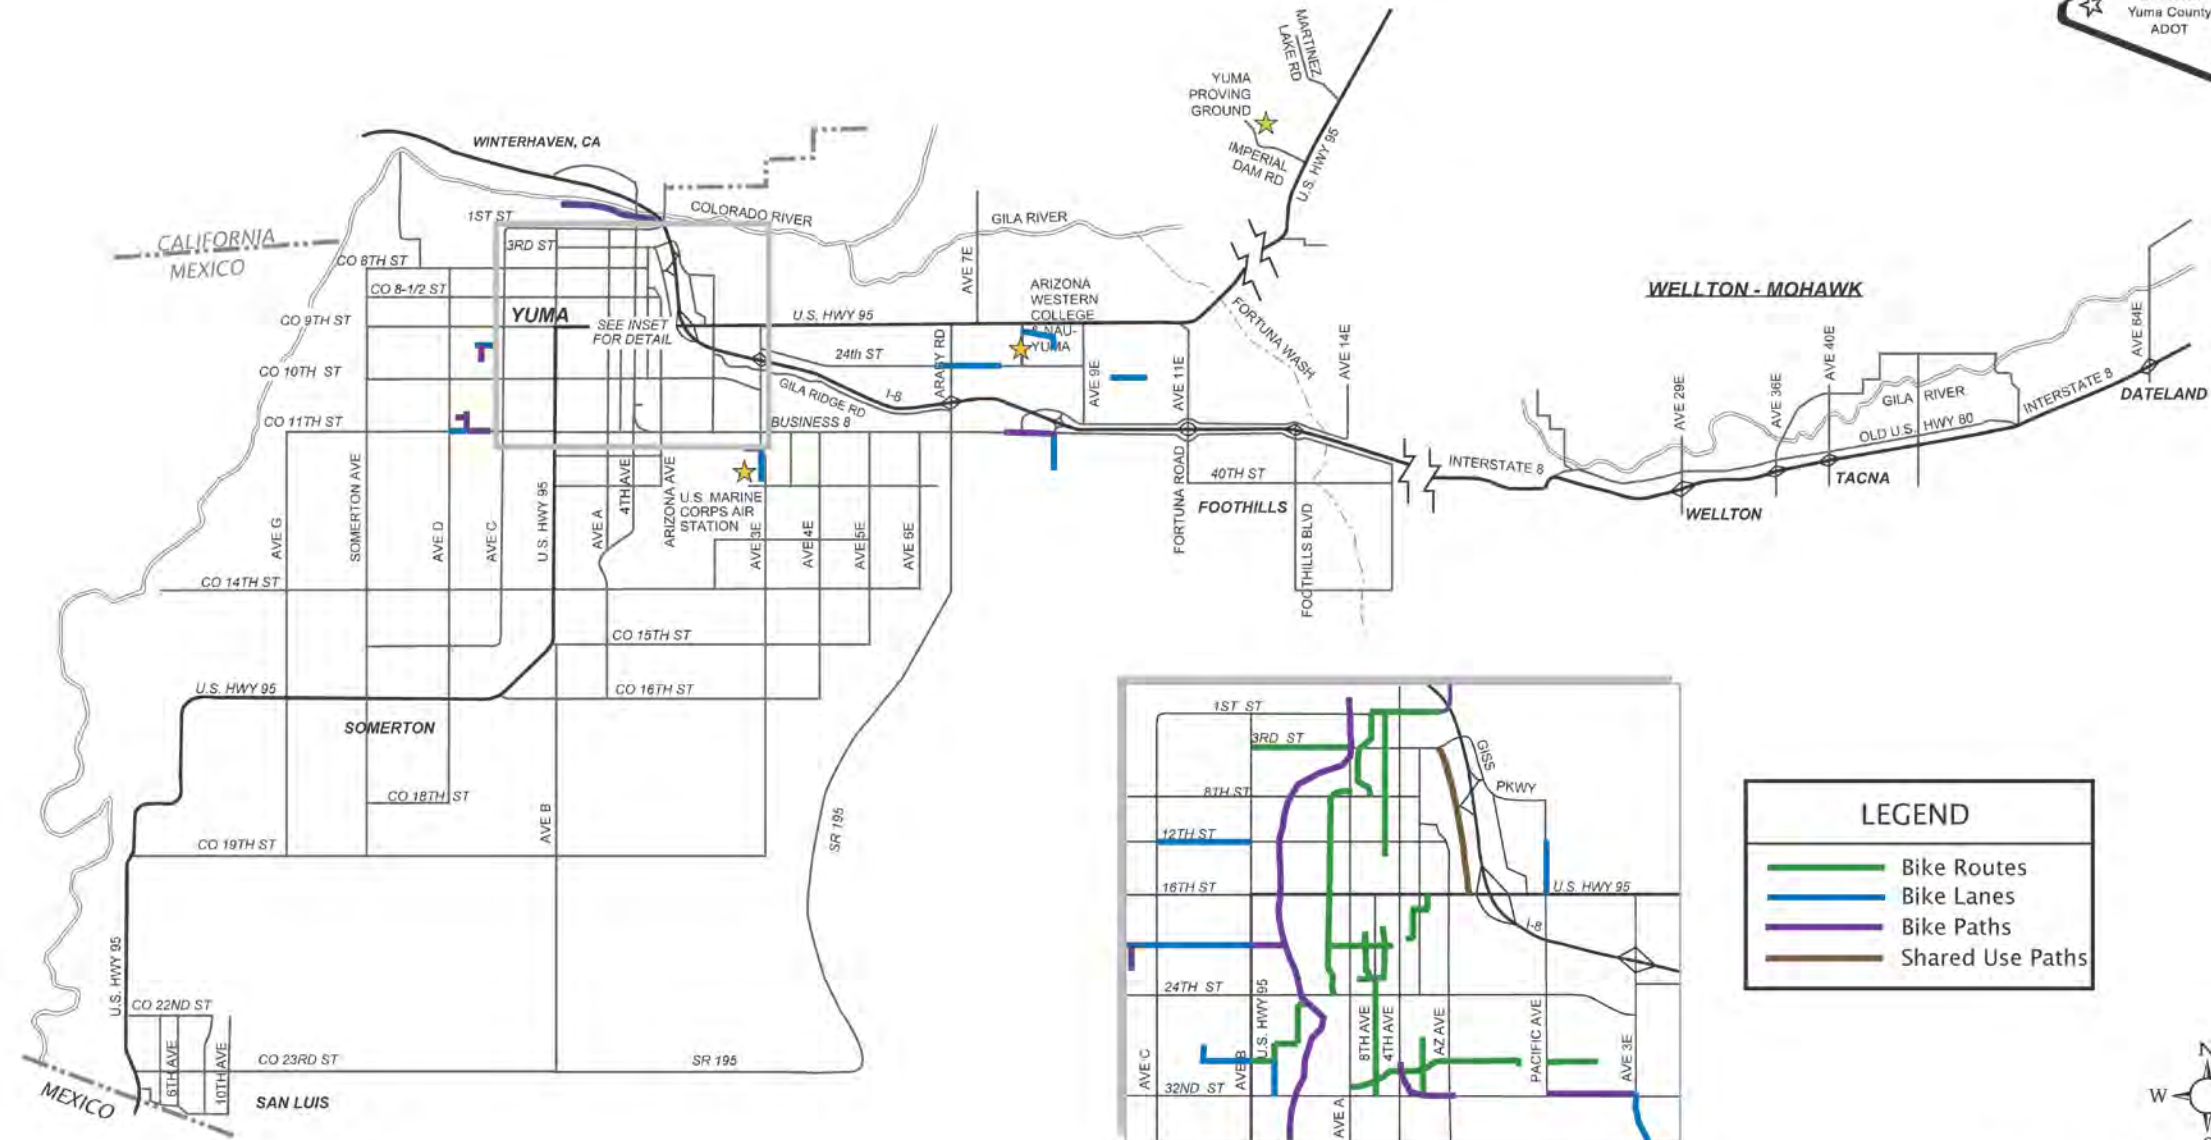 Yuma County
ADOT
MARTINEZ
LAKE RD
YUMA
PROVING
GROUND
IMPERIAL
DAM RD
U.S. HWY 95
WINTERHAVEN, CA
COLORADO RIVER
GILA RIVER
CALIFORNIA
MEXICO
1ST ST
3RD ST
CO 8TH ST
CO 8-1/2 ST
CO 9TH ST
CO 10TH ST
CO 11TH ST
YUMA
SEE INSET
FOR DETAIL
U.S. HWY 95
AVE 7E
ARIZONA
WESTERN
COLLEGE
& NAU-
YUMA
24th ST
ARABY RD
GILA RIDGE RD
I-8
BUSINESS 8
AVE 9E
AVE 11E
FORTUNA WASH
AVE 14E
WELLTON - MOHAWK
AVE 29E
AVE 36E
AVE 40E
AVE 64E
GILA RIVER
OLD U.S. HWY 80
INTERSTATE 8
DATELAND
TACNA
WELLTON
INTERSTATE 8
40TH ST
FOOTHILLS
FORTUNA ROAD
FOOTHILLS BLVD
U.S. MARINE
CORPS AIR
STATION
AVE G
SOMERTON AVE
AVE D
AVE C
U.S. HWY 95
AVE A
4TH AVE
ARIZONA AVE
AVE 3E
AVE 4E
AVE 5E
AVE 6E
CO 14TH ST
CO 15TH ST
CO 16TH ST
U.S. HWY 95
SOMERTON
CO 18TH ST
CO 19TH ST
AVE B
SR 195
U.S. HWY 95
CO 22ND ST
6TH AVE
10TH AVE
CO 23RD ST
SR 195
SAN LUIS
MEXICO
1ST ST
3RD ST
8TH ST
12TH ST
16TH ST
24TH ST
32ND ST
GISS
PKWY
U.S. HWY 95
I-8
AVE C
AVE B
U.S. HWY 95
AVE A
8TH AVE
4TH AVE
AZ AVE
PACIFIC AVE
AVE 3E
LEGEND
Bike Routes
Bike Lanes
Bike Paths
Shared Use Paths
N
W